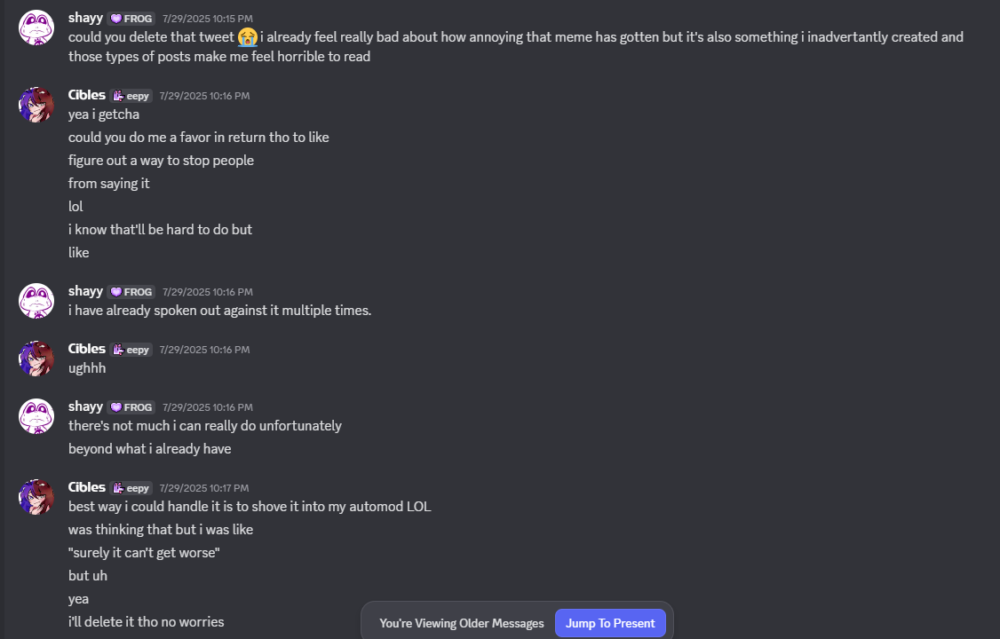 shayy FROG 7/29/2025 10:15 PM
could you delete that tweet 😭 i already feel really bad about how annoying that meme has gotten but it's also something i inadvertantly created and
those types of posts make me feel horrible to read
Cibles eepy 7/29/2025 10:16 PM
yea i getcha
could you do me a favor in return tho to like
figure out a way to stop people
from saying it
lol
i know that'll be hard to do but
like
shayy FROG 7/29/2025 10:16 PM
i have already spoken out against it multiple times.
Cibles eepy 7/29/2025 10:16 PM
ughhh
shayy FROG 7/29/2025 10:16 PM
there's not much i can really do unfortunately
beyond what i already have
Cibles eepy 7/29/2025 10:17 PM
best way i could handle it is to shove it into my automod LOL
was thinking that but i was like
"surely it can't get worse"
but uh
yea
i'll delete it tho no worries
You're Viewing Older Messages Jump To Present